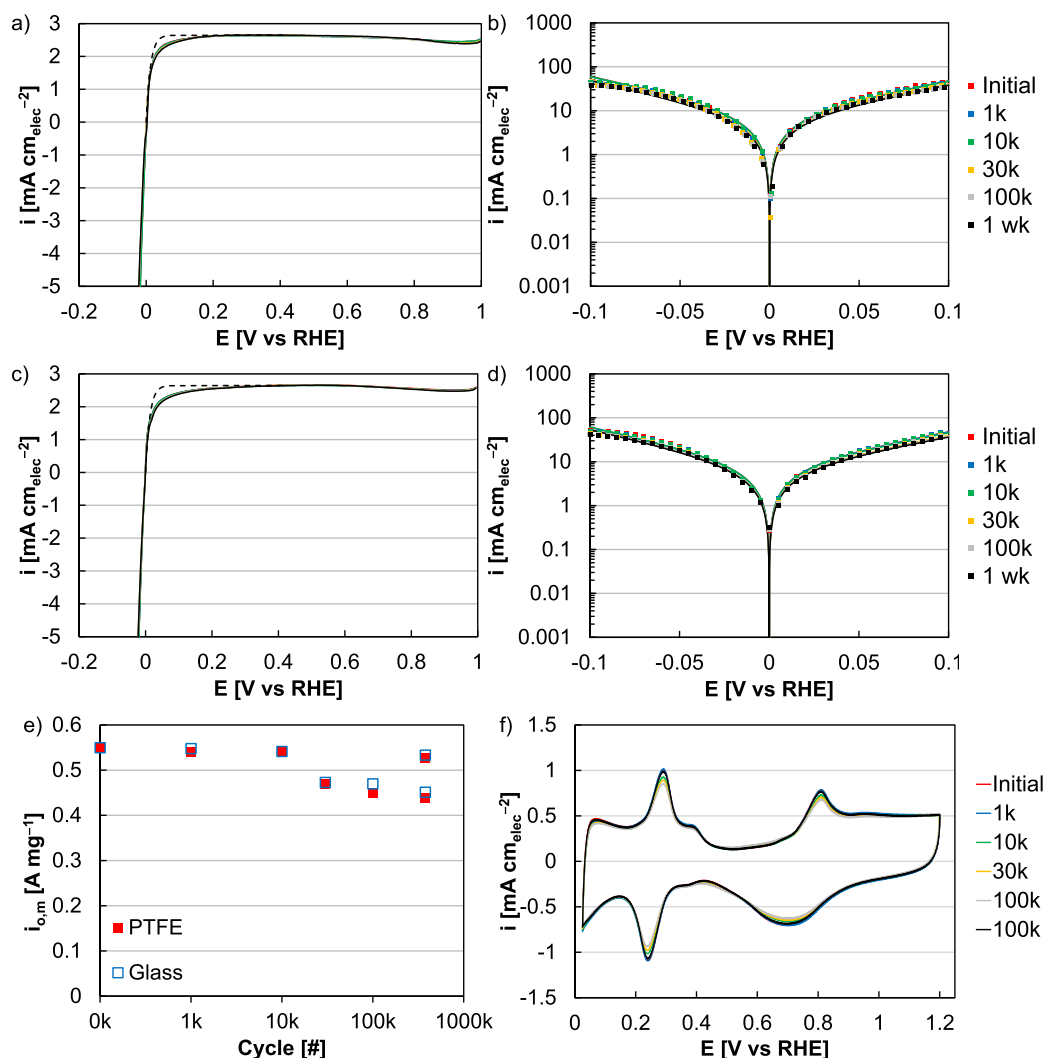 a)
3
2
1
0
-1
-2
-3
-4
-5
i [mA cm_elec^−2]
-0.2 0 0.2 0.4 0.6 0.8 1
E [V vs RHE]
b)
1000
100
10
1
0.1
0.01
0.001
i [mA cm_elec^−2]
-0.1 -0.05 0 0.05 0.1
E [V vs RHE]
Initial
1k
10k
30k
100k
1 wk
c)
3
2
1
0
-1
-2
-3
-4
-5
i [mA cm_elec^−2]
-0.2 0 0.2 0.4 0.6 0.8 1
E [V vs RHE]
d)
1000
100
10
1
0.1
0.01
0.001
i [mA cm_elec^−2]
-0.1 -0.05 0 0.05 0.1
E [V vs RHE]
Initial
1k
10k
30k
100k
1 wk
e)
0.6
0.5
0.4
0.3
0.2
0.1
0
i_o,m [A mg^−1]
PTFE
Glass
0k 1k 10k 100k 1000k
Cycle [#]
f)
1.5
1
0.5
0
-0.5
-1
-1.5
i [mA cm_elec^−2]
0 0.2 0.4 0.6 0.8 1 1.2
E [V vs RHE]
Initial
1k
10k
30k
100k
100k